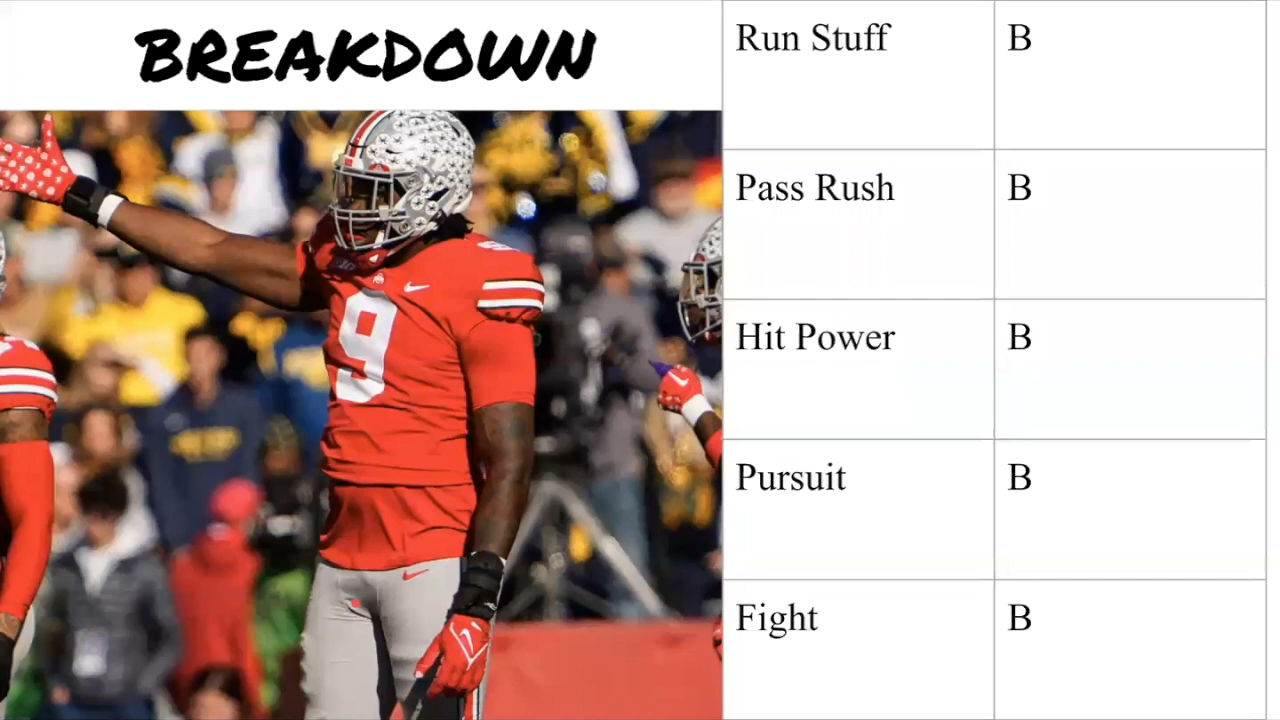 BREAKDOWN
Run Stuff B
Pass Rush B
Hit Power B
Pursuit B
Fight B
9